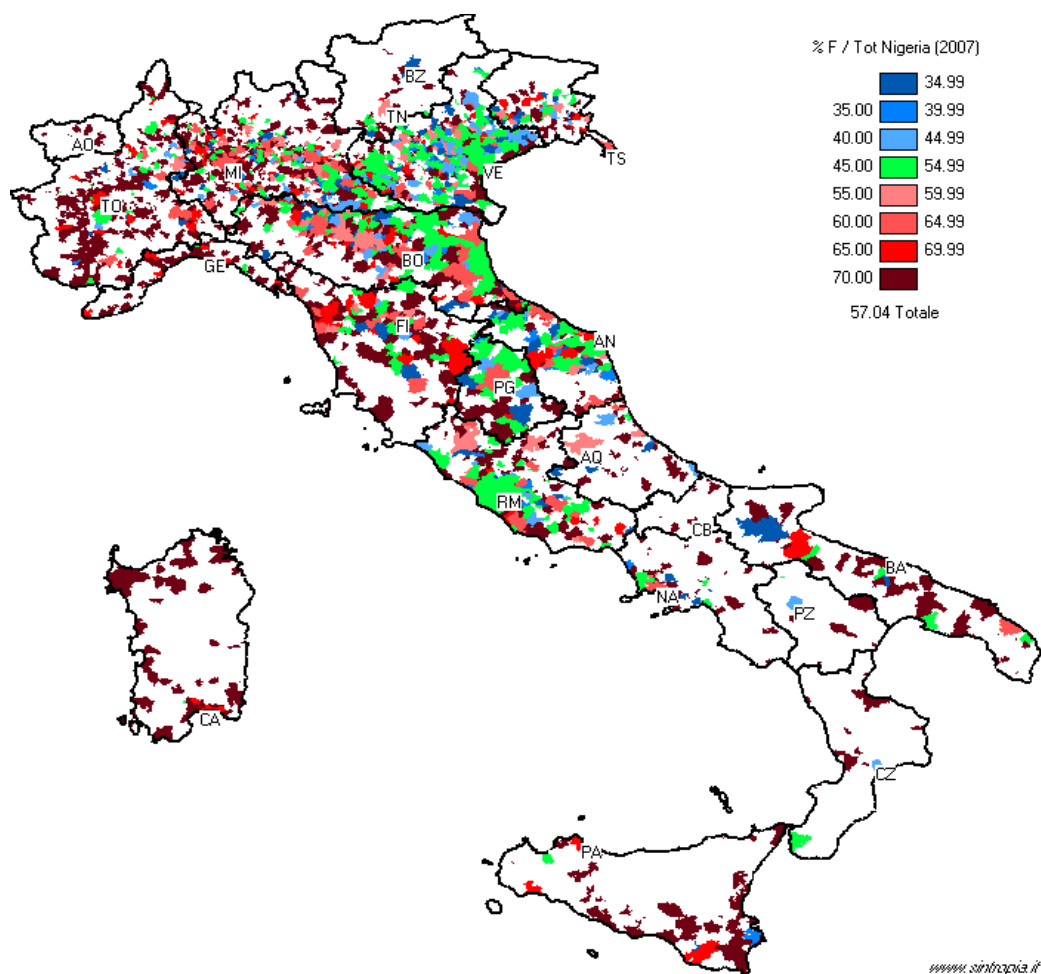 % F / Tot Nigeria (2007)
34.99
35.00 39.99
40.00 44.99
45.00 54.99
55.00 59.99
60.00 64.99
65.00 69.99
70.00
57.04 Totale
BZ
TN
AO
TS
MI
VE
TO
BO
GE
FI
AN
PG
AQ
RM
CB
BA
NA
PZ
CA
CZ
PA
www.sintropia.it